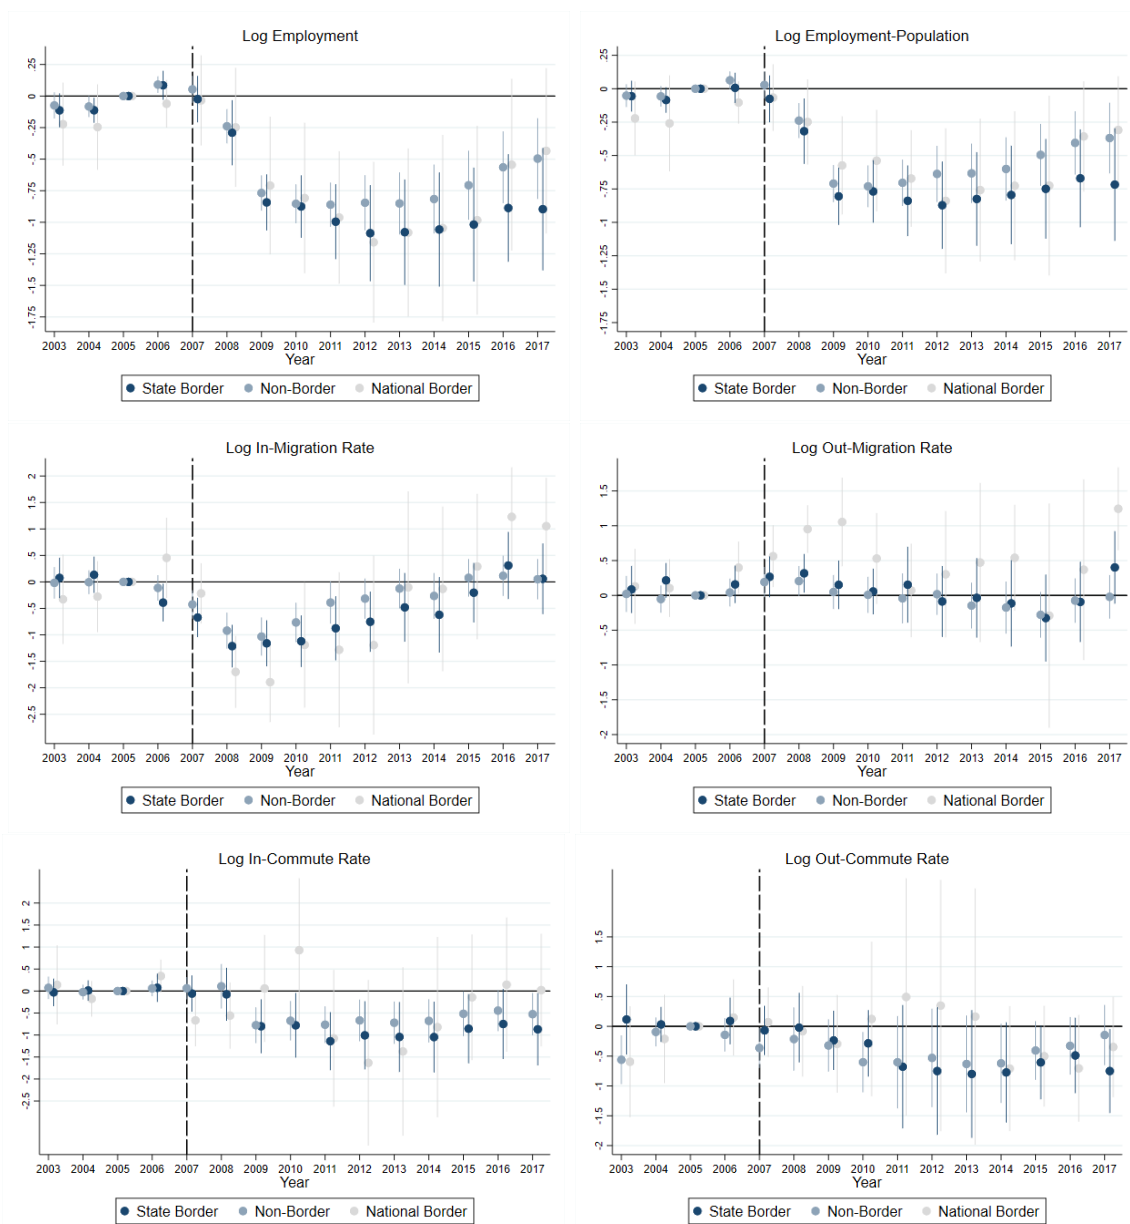 Log Employment
.25
0
-.25
-.5
-.75
-1
-1.25
-1.5
-1.75
2003 2004 2005 2006 2007 2008 2009 2010 2011 2012 2013 2014 2015 2016 2017
Year
State Border Non-Border National Border
Log Employment-Population
.25
0
-.25
-.5
-.75
-1
-1.25
-1.5
-1.75
2003 2004 2005 2006 2007 2008 2009 2010 2011 2012 2013 2014 2015 2016 2017
Year
State Border Non-Border National Border
Log In-Migration Rate
2
1.5
1
.5
0
-.5
-1
-1.5
-2
-2.5
2003 2004 2005 2006 2007 2008 2009 2010 2011 2012 2013 2014 2015 2016 2017
Year
State Border Non-Border National Border
Log Out-Migration Rate
1.5
1
.5
0
-.5
-1
-1.5
-2
2003 2004 2005 2006 2007 2008 2009 2010 2011 2012 2013 2014 2015 2016 2017
Year
State Border Non-Border National Border
Log In-Commute Rate
2
1.5
1
.5
0
-.5
-1
-1.5
-2
-2.5
2003 2004 2005 2006 2007 2008 2009 2010 2011 2012 2013 2014 2015 2016 2017
Year
State Border Non-Border National Border
Log Out-Commute Rate
1.5
1
.5
0
-.5
-1
-1.5
-2
2003 2004 2005 2006 2007 2008 2009 2010 2011 2012 2013 2014 2015 2016 2017
Year
State Border Non-Border National Border